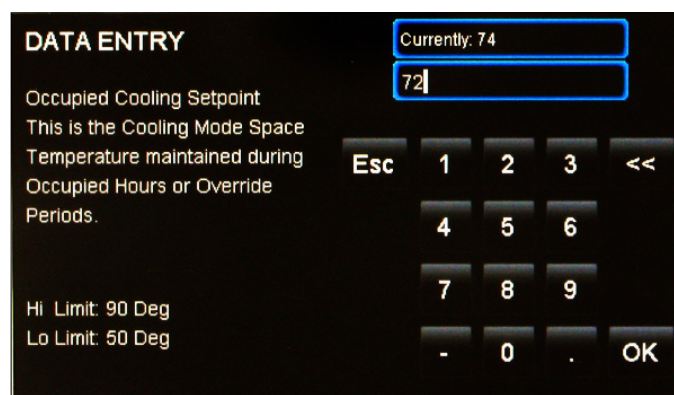 DATA ENTRY
Currently: 74
72
Occupied Cooling Setpoint
This is the Cooling Mode Space
Temperature maintained during
Occupied Hours or Override
Periods.
Hi Limit: 90 Deg
Lo Limit: 50 Deg
Esc 1 2 3 <<
4 5 6
7 8 9
- 0 . OK